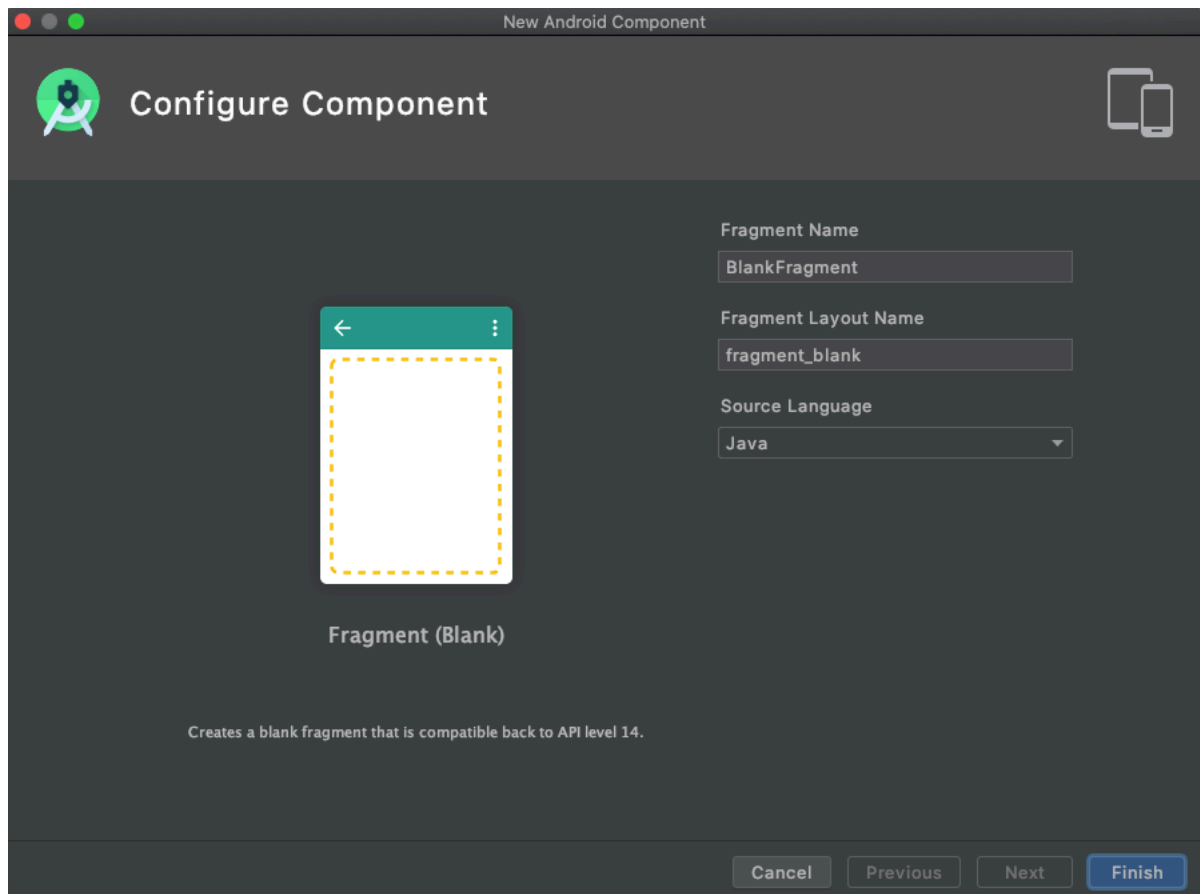 New Android Component
Configure Component
Fragment Name
BlankFragment
Fragment Layout Name
fragment_blank
Source Language
Java
Fragment (Blank)
Creates a blank fragment that is compatible back to API level 14.
Cancel
Previous
Next
Finish